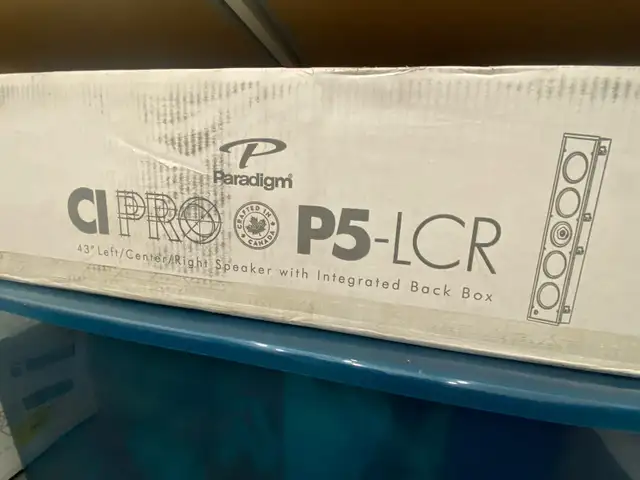 Paradigm®
CI PRO CRAFTED IN CANADA P5-LCR
43" Left/Center/Right Speaker with Integrated Back Box